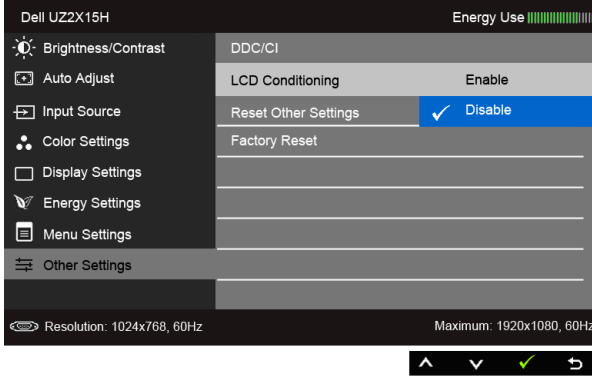 Dell UZ2X15H
Energy Use
Brightness/Contrast
Auto Adjust
Input Source
Color Settings
Display Settings
Energy Settings
Menu Settings
Other Settings
DDC/CI
LCD Conditioning
Enable
Reset Other Settings
Disable
Factory Reset
Resolution: 1024x768, 60Hz
Maximum: 1920x1080, 60Hz